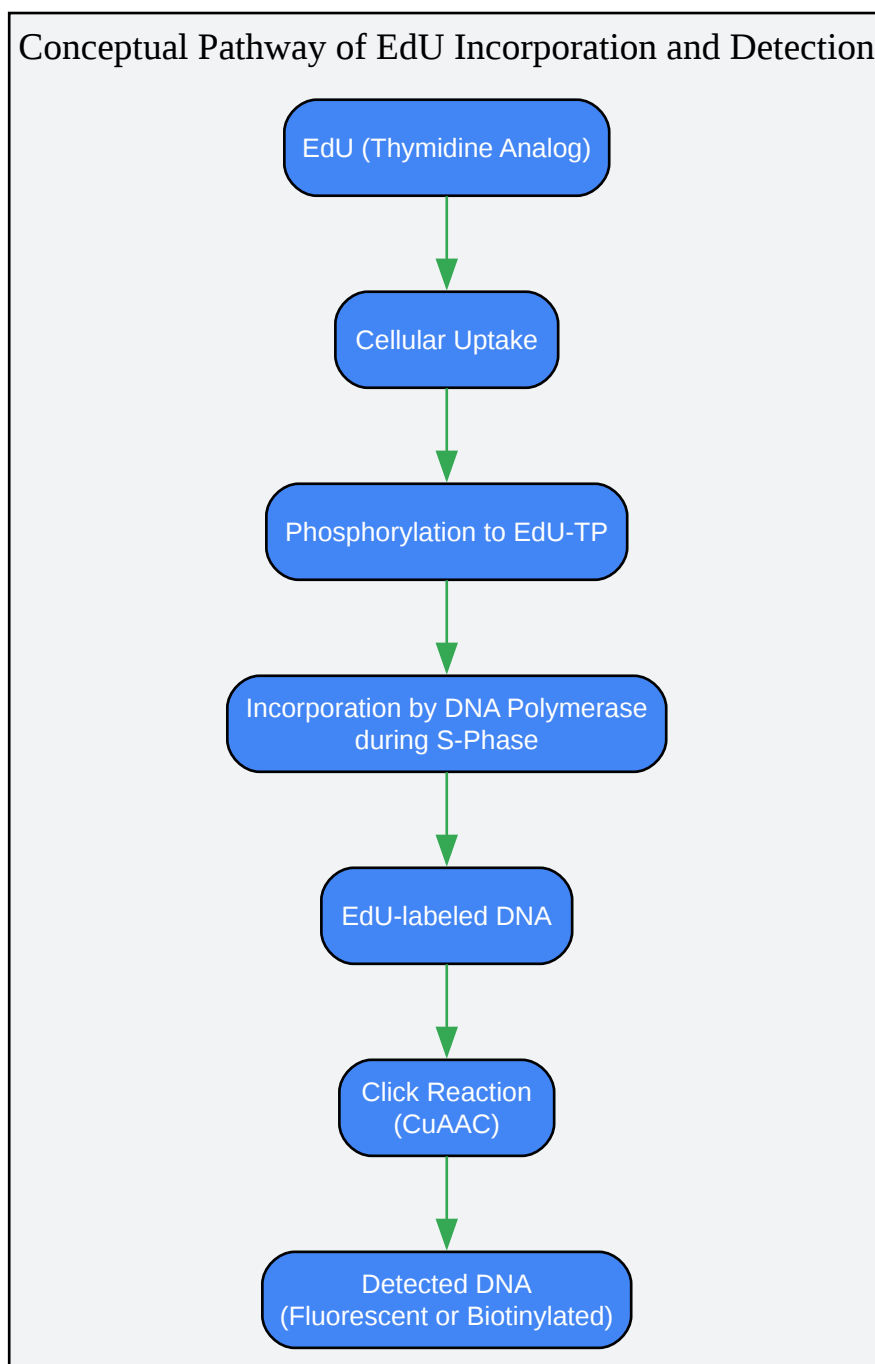 Conceptual Pathway of EdU Incorporation and Detection
EdU (Thymidine Analog)
Cellular Uptake
Phosphorylation to EdU-TP
Incorporation by DNA Polymerase
during S-Phase
EdU-labeled DNA
Click Reaction
(CuAAC)
Detected DNA
(Fluorescent or Biotinylated)